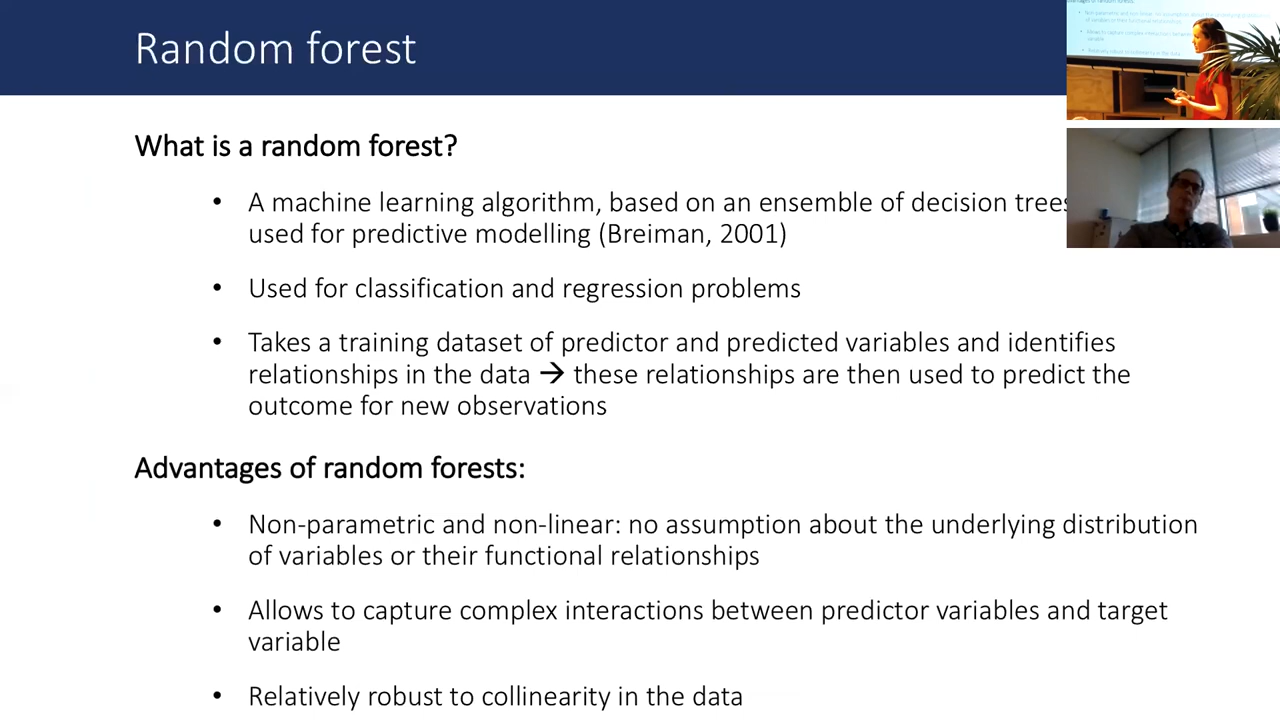 Random forest
What is a random forest?
• A machine learning algorithm, based on an ensemble of decision trees
used for predictive modelling (Breiman, 2001)
• Used for classification and regression problems
• Takes a training dataset of predictor and predicted variables and identifies
relationships in the data → these relationships are then used to predict the
outcome for new observations
Advantages of random forests:
• Non-parametric and non-linear: no assumption about the underlying distribution
of variables or their functional relationships
• Allows to capture complex interactions between predictor variables and target
variable
• Relatively robust to collinearity in the data